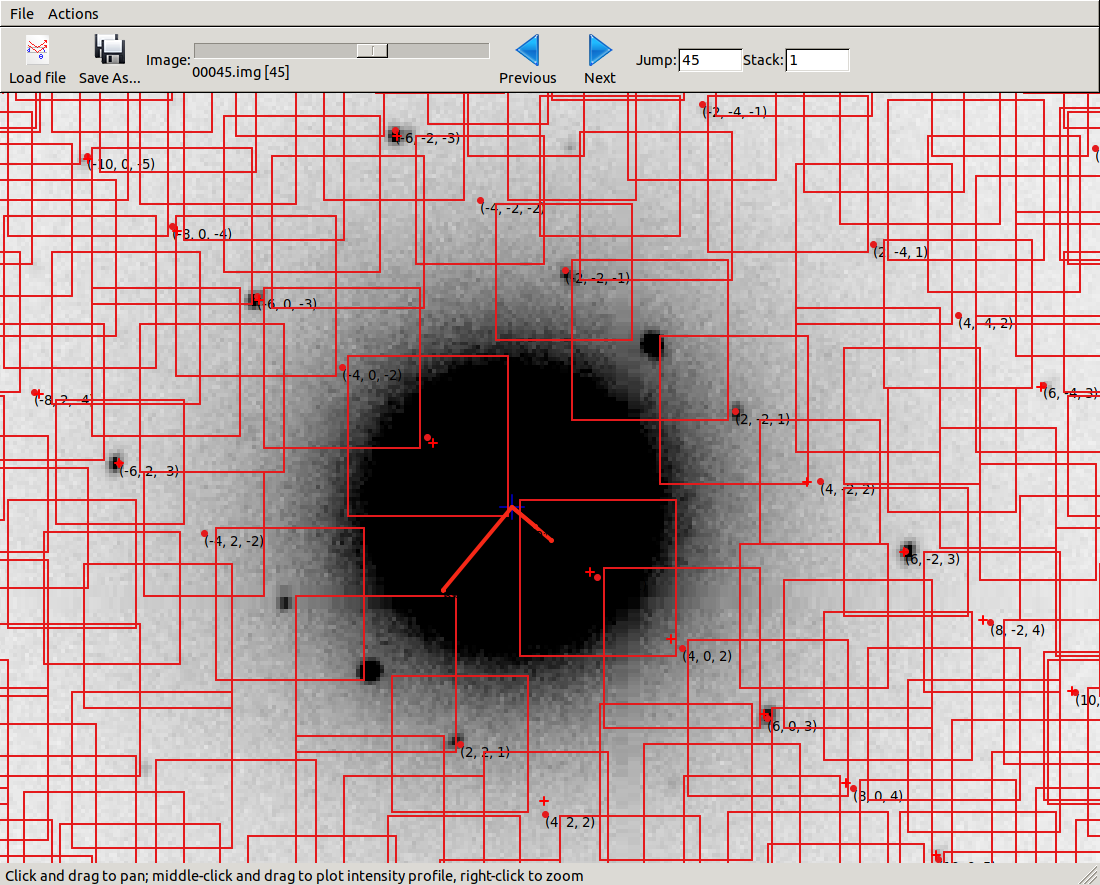 File Actions
Load file
Save As...
Image:
00045.img [45]
Previous
Next
Jump: 45
Stack: 1
(-2, -4, -1)
(-6, -2, -3)
(-10, 0, -5)
(-4, -2, -2)
(-8, 0, -4)
(2, -4, 1)
(-2, -2, -1)
(-6, 0, -3)
(4, -4, 2)
(-4, 0, -2)
(6, -4, 3)
(-8, 2, -4)
(2, -2, 1)
(-6, 2, -3)
(4, -2, 2)
(-4, 2, -2)
(6, -2, 3)
(8, -2, 4)
(4, 0, 2)
(10,
(6, 0, 3)
(2, 2, 1)
(8, 0, 4)
(4, 2, 2)
Click and drag to pan; middle-click and drag to plot intensity profile, right-click to zoom